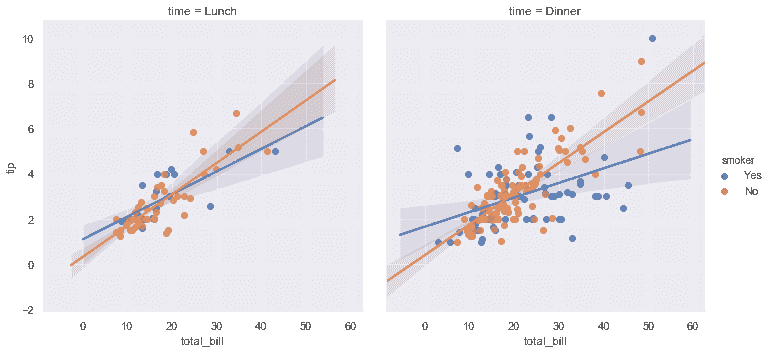 time = Lunch
time = Dinner
10
8
6
4
2
0
−2
tip
0 10 20 30 40 50 60
total_bill
0 10 20 30 40 50 60
total_bill
smoker
Yes
No